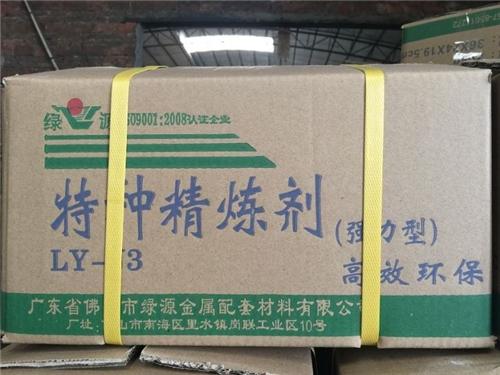 36X24X19.5cm
绿源 ISO9001:2008认证企业
特种精炼剂
(强力型)
LY-3
高效环保
广东省佛市绿源金属配套材料有限公
厂址:山市南海区里水镇岗联工业区10号